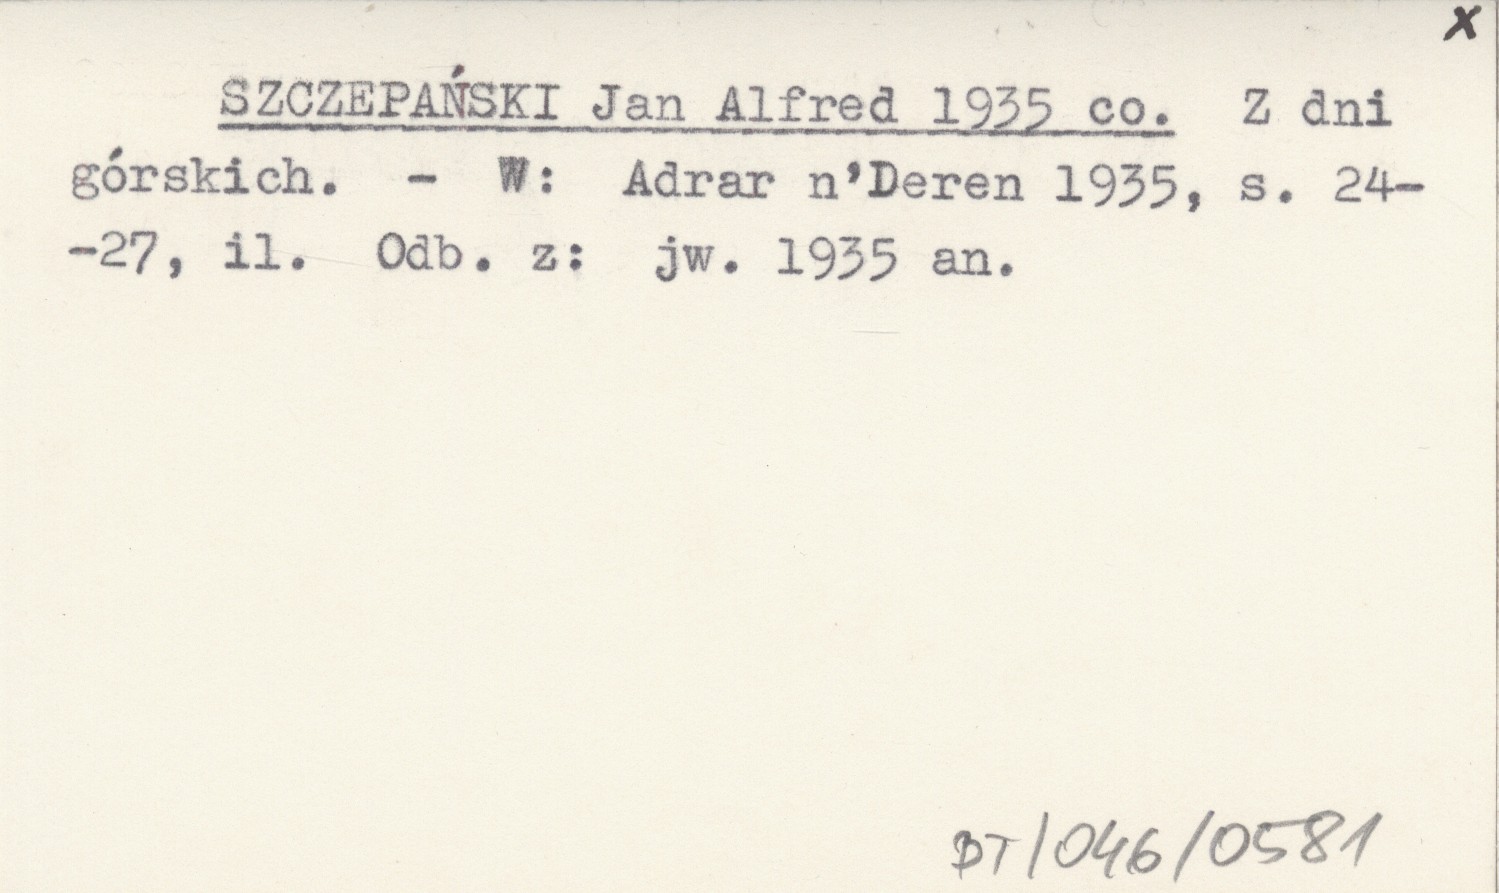 x
SZCZEPAŃSKI Jan Alfred 1935 co. Z dni
górskich. - W: Adrar n'Deren 1935, s. 24-
-27, il. Odb. z: jw. 1935 an.
BT/046/0581